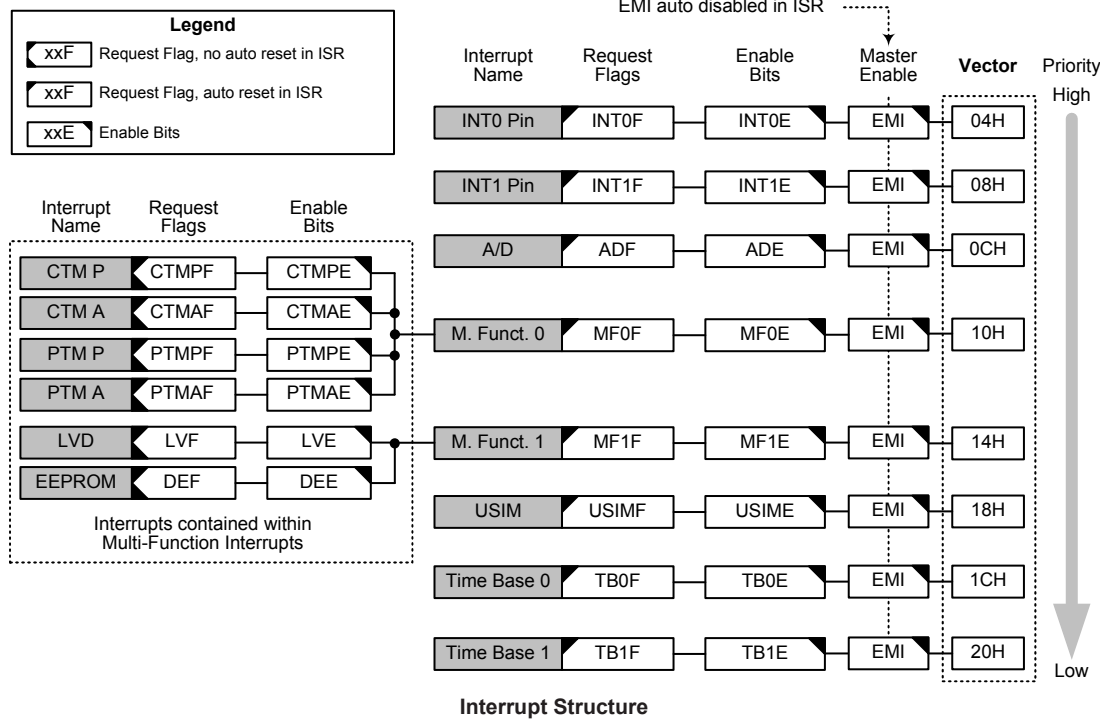 EMI auto disabled in ISR
Legend
xxF Request Flag, no auto reset in ISR
xxF Request Flag, auto reset in ISR
xxE Enable Bits
Interrupt Name
Request Flags
Enable Bits
Master Enable
Vector
Priority
High
INT0 Pin INT0F INT0E EMI 04H
INT1 Pin INT1F INT1E EMI 08H
Interrupt Name
Request Flags
Enable Bits
A/D ADF ADE EMI 0CH
CTM P CTMPF CTMPE
CTM A CTMAF CTMAE
M. Funct. 0 MF0F MF0E EMI 10H
PTM P PTMPF PTMPE
PTM A PTMAF PTMAE
LVD LVF LVE
M. Funct. 1 MF1F MF1E EMI 14H
EEPROM DEF DEE
Interrupts contained within
Multi-Function Interrupts
USIM USIMF USIME EMI 18H
Time Base 0 TB0F TB0E EMI 1CH
Time Base 1 TB1F TB1E EMI 20H
Low
Interrupt Structure